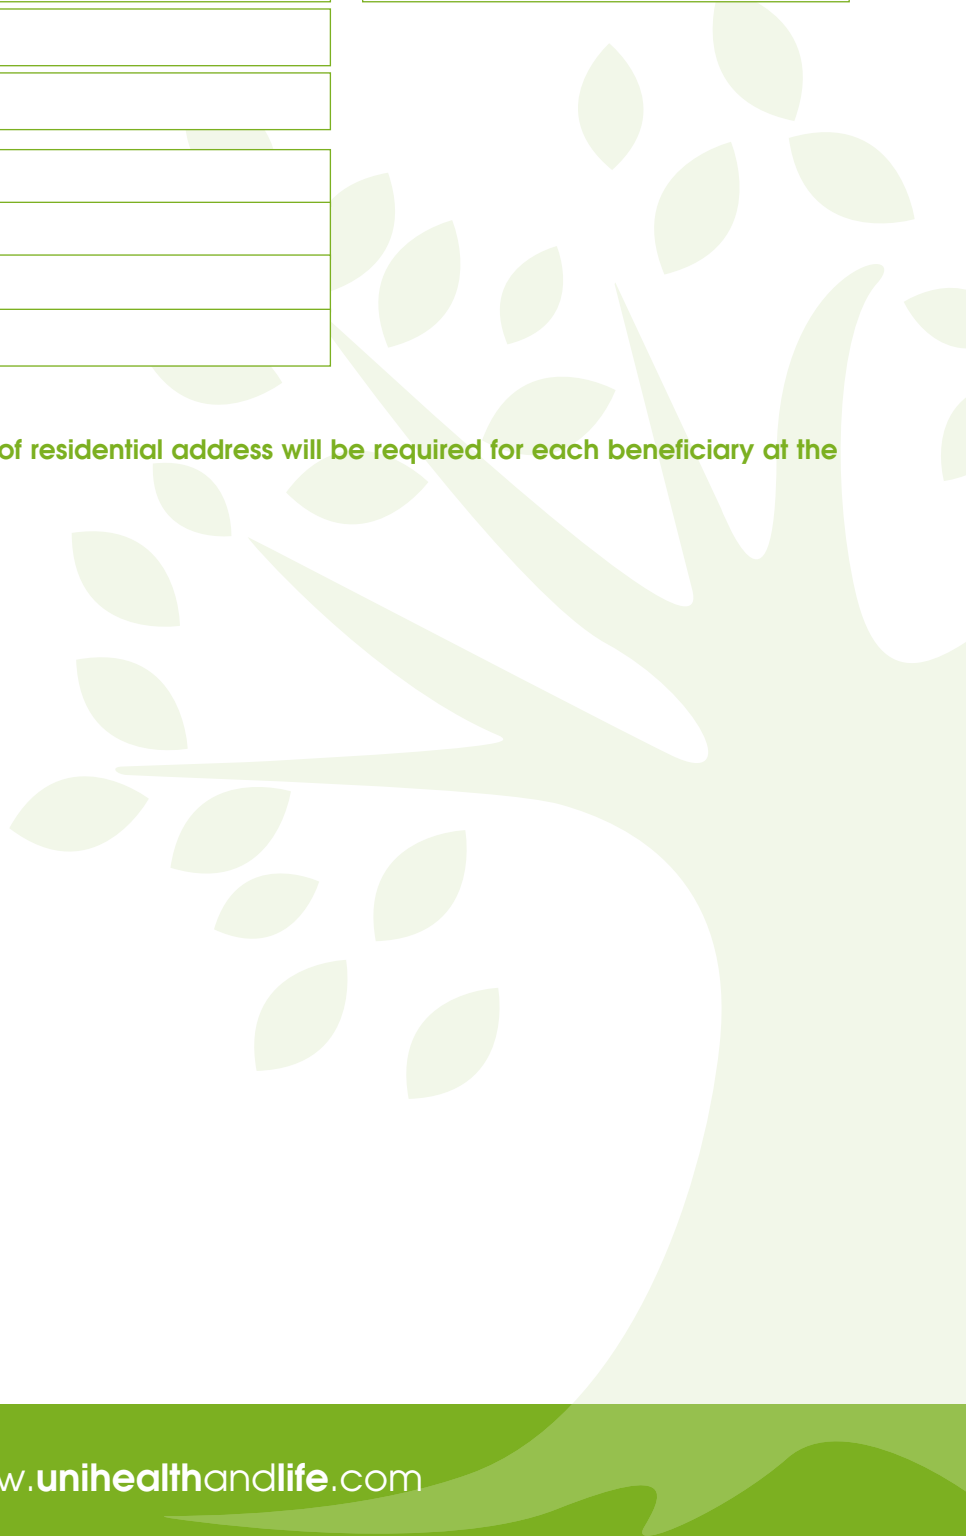 of residential address will be required for each beneficiary at the
w.unihealthandlife.com